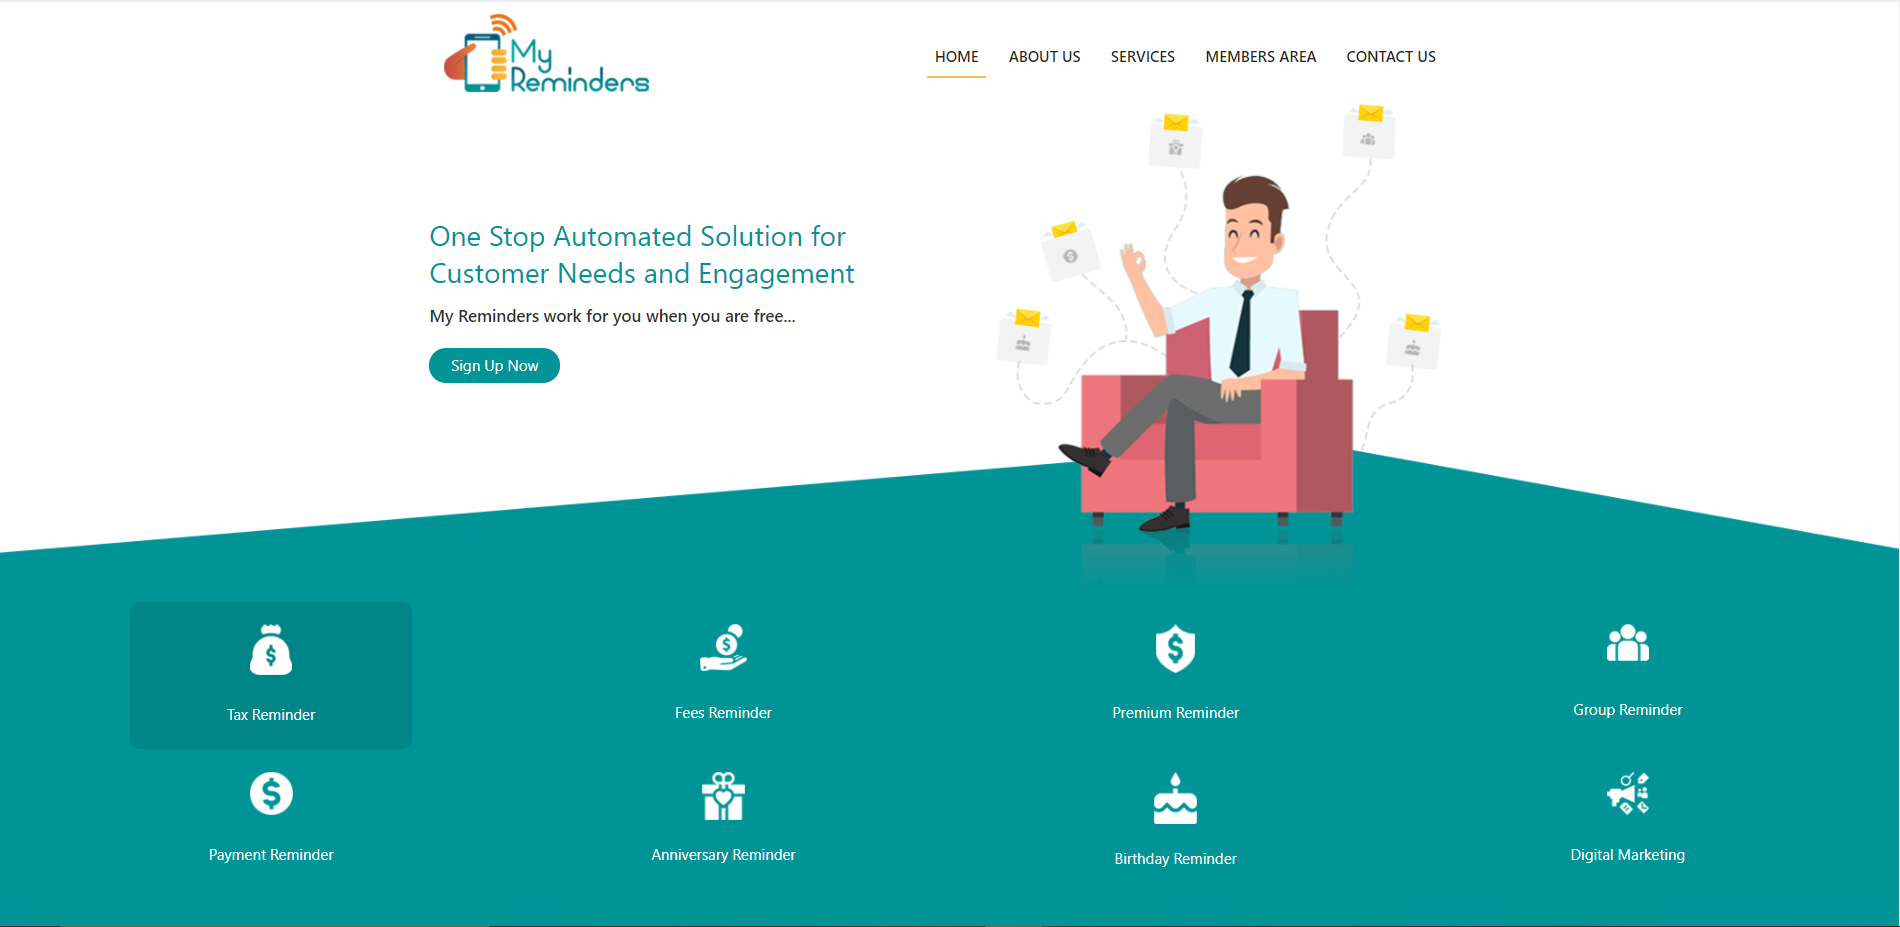 My
Reminders
HOME
ABOUT US
SERVICES
MEMBERS AREA
CONTACT US
One Stop Automated Solution for
Customer Needs and Engagement
My Reminders work for you when you are free...
Sign Up Now
Tax Reminder
Fees Reminder
Premium Reminder
Group Reminder
Payment Reminder
Anniversary Reminder
Birthday Reminder
Digital Marketing